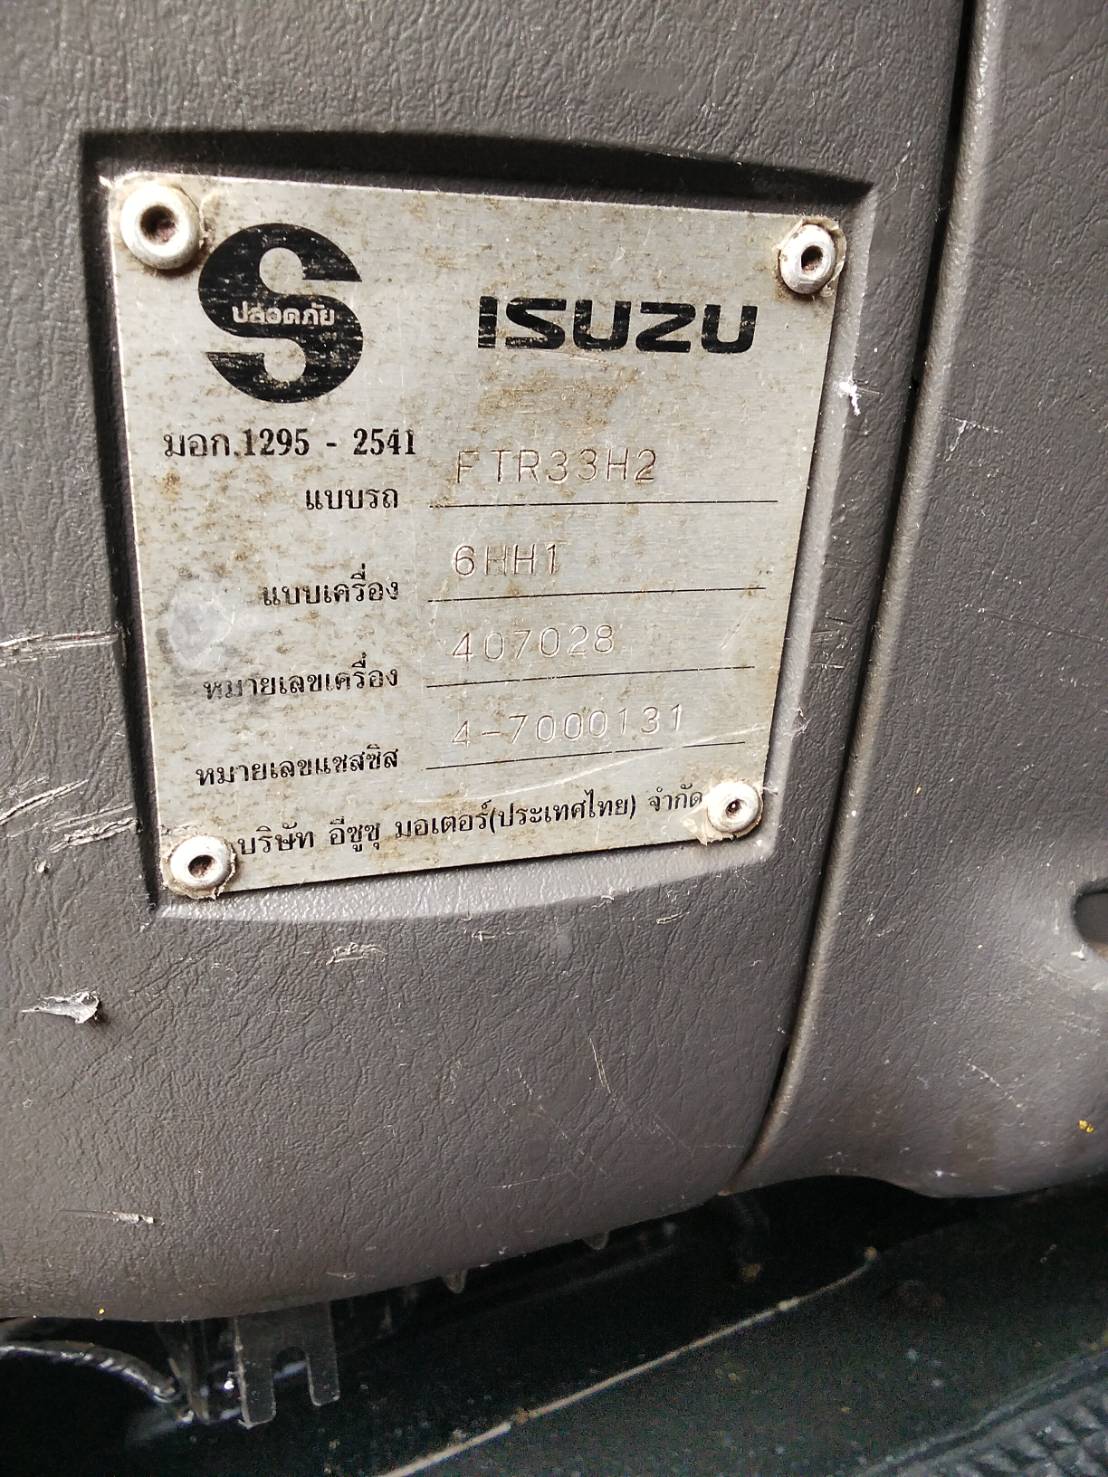 ปลอดภัย
ISUZU
มอก.1295 - 2541
แบบรถ FTR33H2
แบบเครื่อง 6HH1
หมายเลขเครื่อง 407028
หมายเลขแชสซิส 4-7000131
บริษัท อีซูซุ มอเตอร์(ประเทศไทย) จำกัด